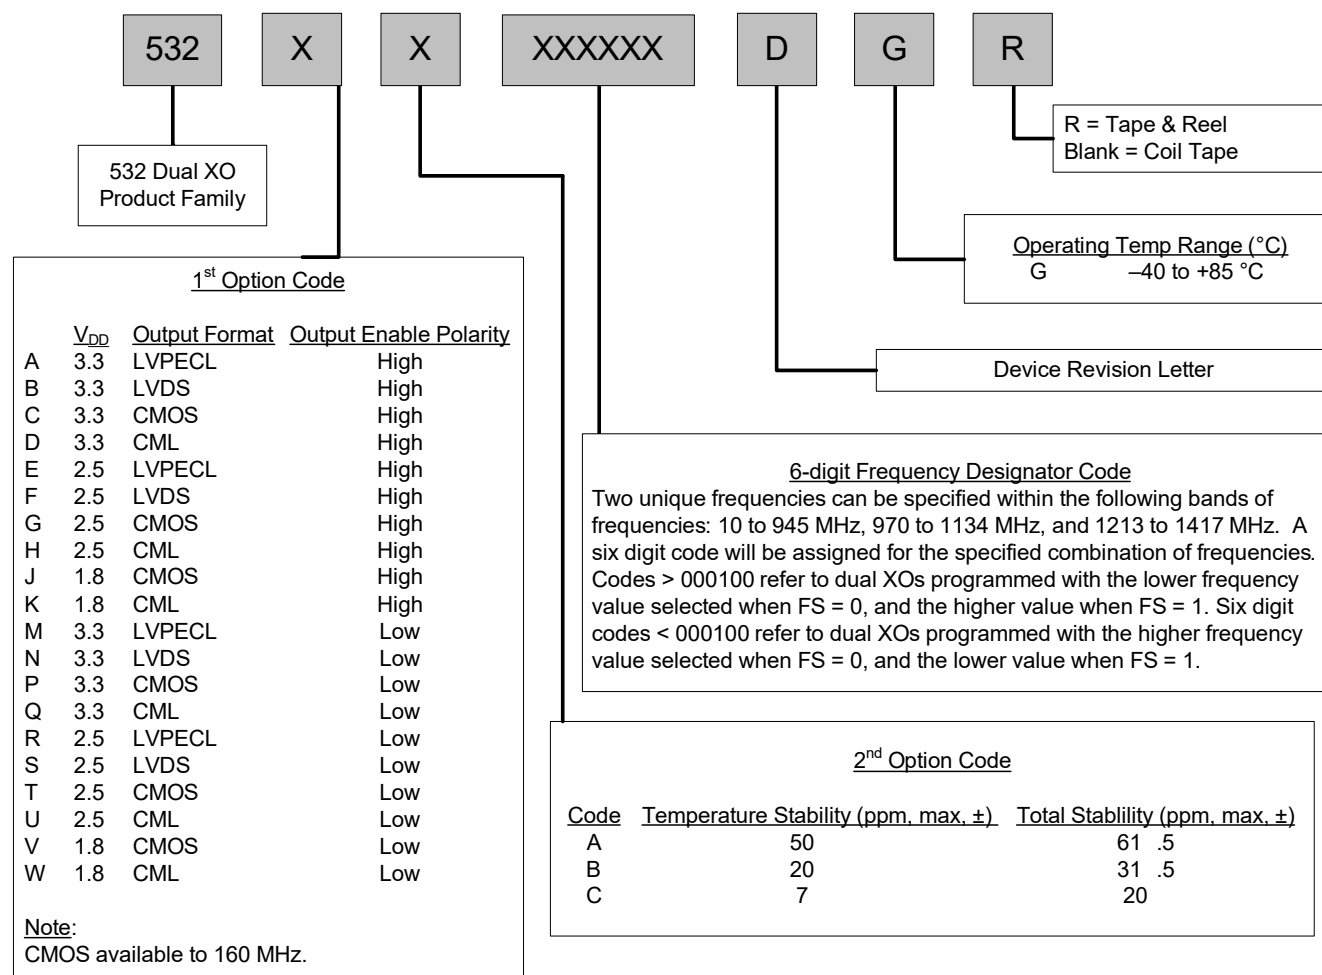 532 X X XXXXXX D G R
R = Tape & Reel
Blank = Coil Tape
532 Dual XO
Product Family
Operating Temp Range (°C)
G –40 to +85 °C
Device Revision Letter
1st Option Code
VDD Output Format Output Enable Polarity
A 3.3 LVPECL High
B 3.3 LVDS High
C 3.3 CMOS High
D 3.3 CML High
E 2.5 LVPECL High
F 2.5 LVDS High
G 2.5 CMOS High
H 2.5 CML High
J 1.8 CMOS High
K 1.8 CML High
M 3.3 LVPECL Low
N 3.3 LVDS Low
P 3.3 CMOS Low
Q 3.3 CML Low
R 2.5 LVPECL Low
S 2.5 LVDS Low
T 2.5 CMOS Low
U 2.5 CML Low
V 1.8 CMOS Low
W 1.8 CML Low
Note:
CMOS available to 160 MHz.
6-digit Frequency Designator Code
Two unique frequencies can be specified within the following bands of
frequencies: 10 to 945 MHz, 970 to 1134 MHz, and 1213 to 1417 MHz. A
six digit code will be assigned for the specified combination of frequencies.
Codes > 000100 refer to dual XOs programmed with the lower frequency
value selected when FS = 0, and the higher value when FS = 1. Six digit
codes < 000100 refer to dual XOs programmed with the higher frequency
value selected when FS = 0, and the lower value when FS = 1.
2nd Option Code
Code Temperature Stability (ppm, max, ±) Total Stablility (ppm, max, ±)
A 50 61 .5
B 20 31 .5
C 7 20